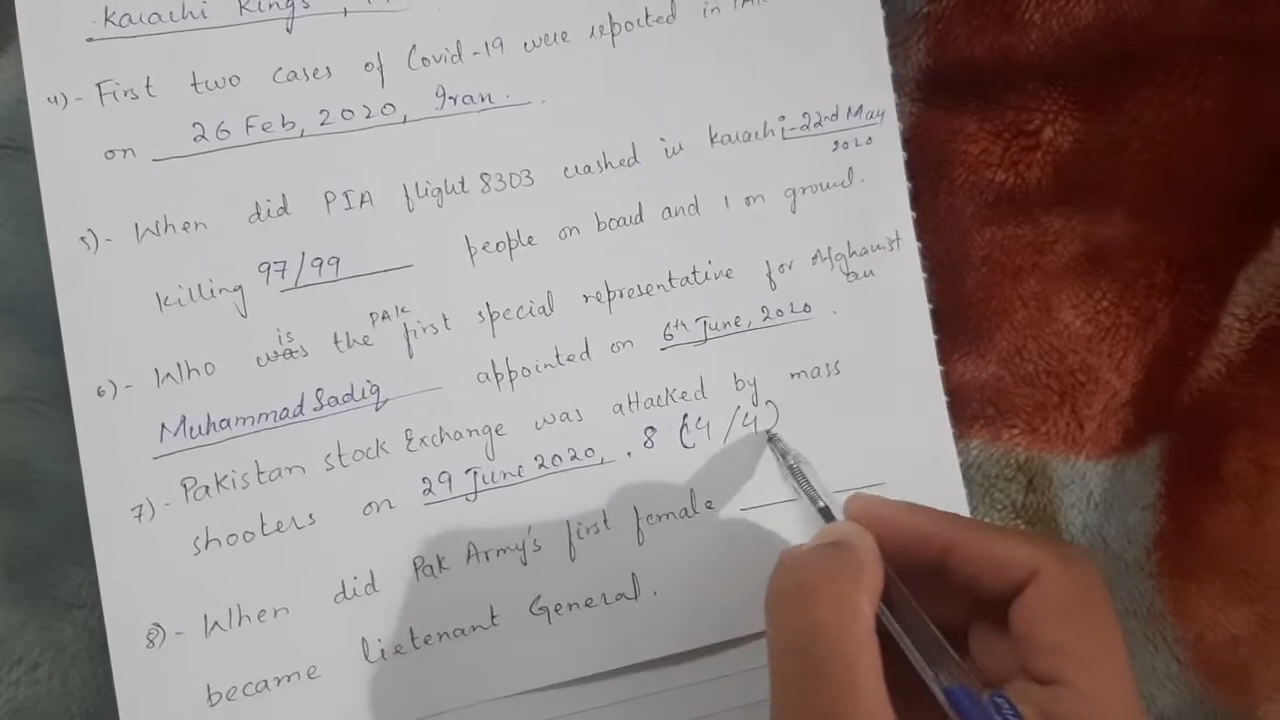 Karachi Kings,
4)- First two cases of Covid-19 were reported in PAK
on 26 Feb, 2020, Iran.
5)- When did PIA flight 8303 crashed in Karachi-22nd May
2020
killing 97/99 people on board and 1 on ground.
6)- Who is was the PAK first special representative for Afghanist
an
Muhammad Sadiq appointed on 6th June, 2020.
7)- Pakistan stock Exchange was attacked by mass
shooters on 29 June 2020, . 8 (4/4)
8)- When did Pak Army's first female
became lietenant General.